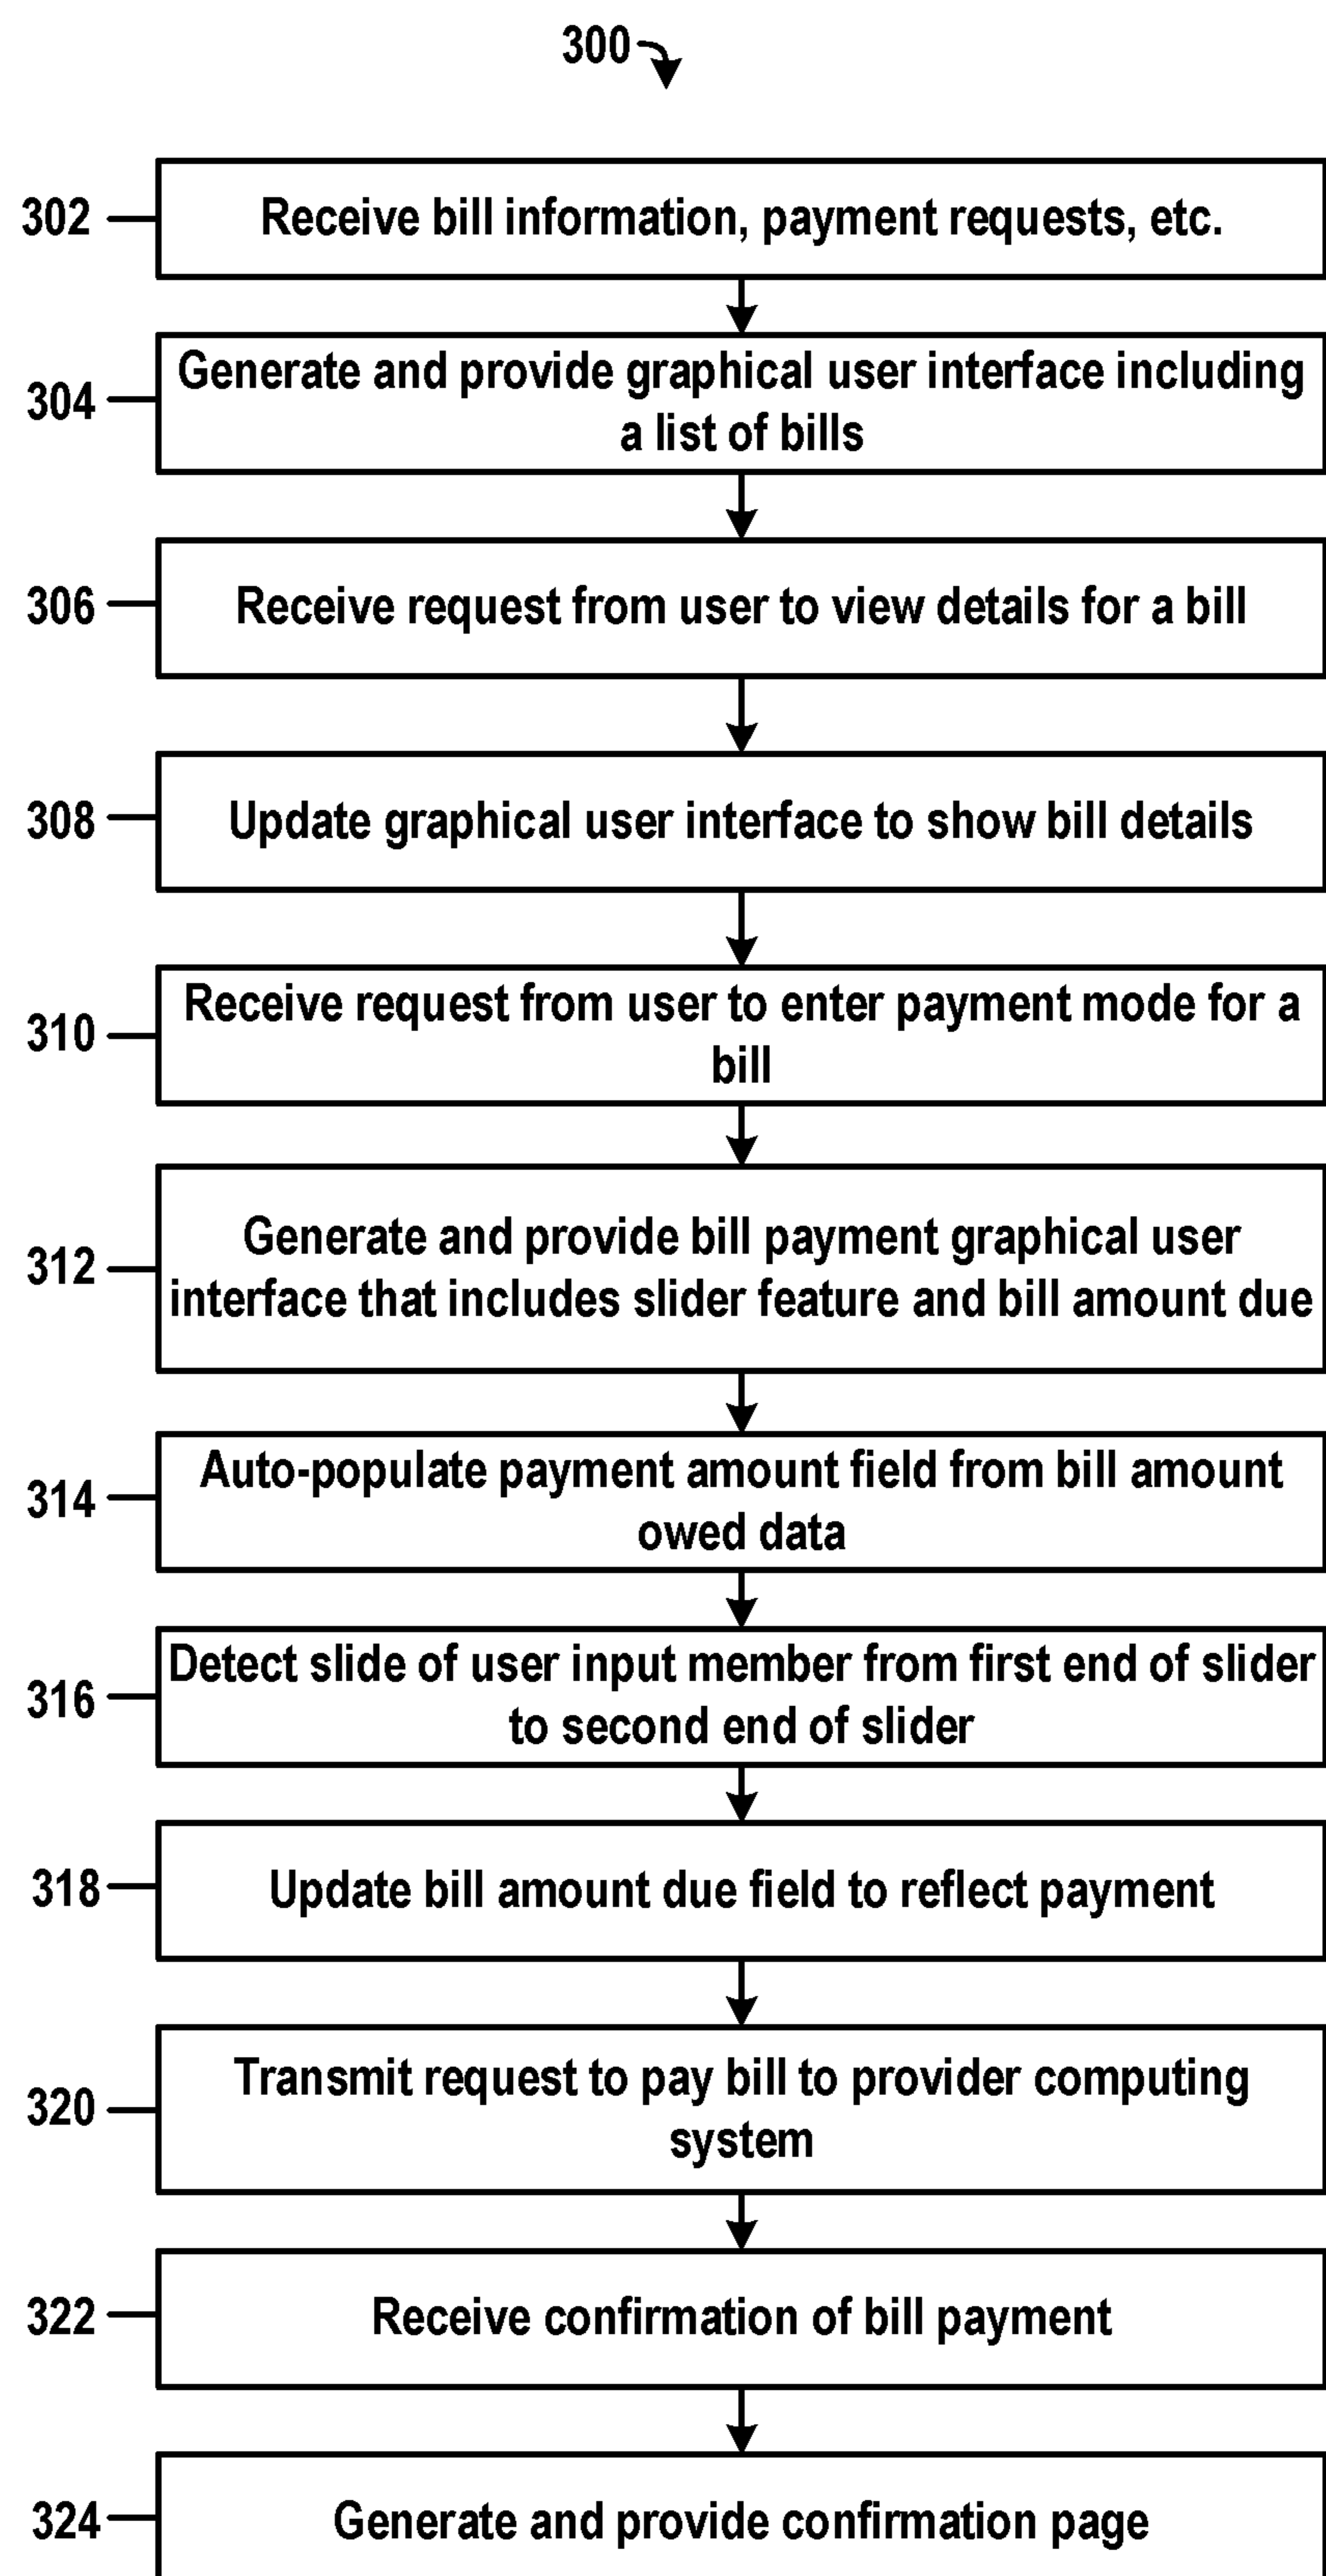 300
302
Receive bill information, payment requests, etc.
304
Generate and provide graphical user interface including
a list of bills
306
Receive request from user to view details for a bill
308
Update graphical user interface to show bill details
310
Receive request from user to enter payment mode for a
bill
312
Generate and provide bill payment graphical user
interface that includes slider feature and bill amount due
314
Auto-populate payment amount field from bill amount
owed data
316
Detect slide of user input member from first end of slider
to second end of slider
318
Update bill amount due field to reflect payment
320
Transmit request to pay bill to provider computing
system
322
Receive confirmation of bill payment
324
Generate and provide confirmation page